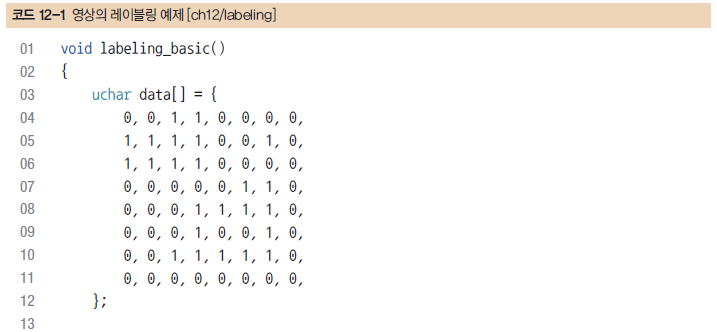 코드 12-1 영상의 레이블링 예제 [ch12/labeling]
01 void labeling_basic()
02 {
03 uchar data[] = {
04 0, 0, 1, 1, 0, 0, 0, 0,
05 1, 1, 1, 1, 0, 0, 1, 0,
06 1, 1, 1, 1, 0, 0, 0, 0,
07 0, 0, 0, 0, 0, 1, 1, 0,
08 0, 0, 0, 1, 1, 1, 1, 0,
09 0, 0, 0, 1, 0, 0, 1, 0,
10 0, 0, 1, 1, 1, 1, 1, 0,
11 0, 0, 0, 0, 0, 0, 0, 0,
12 };
13